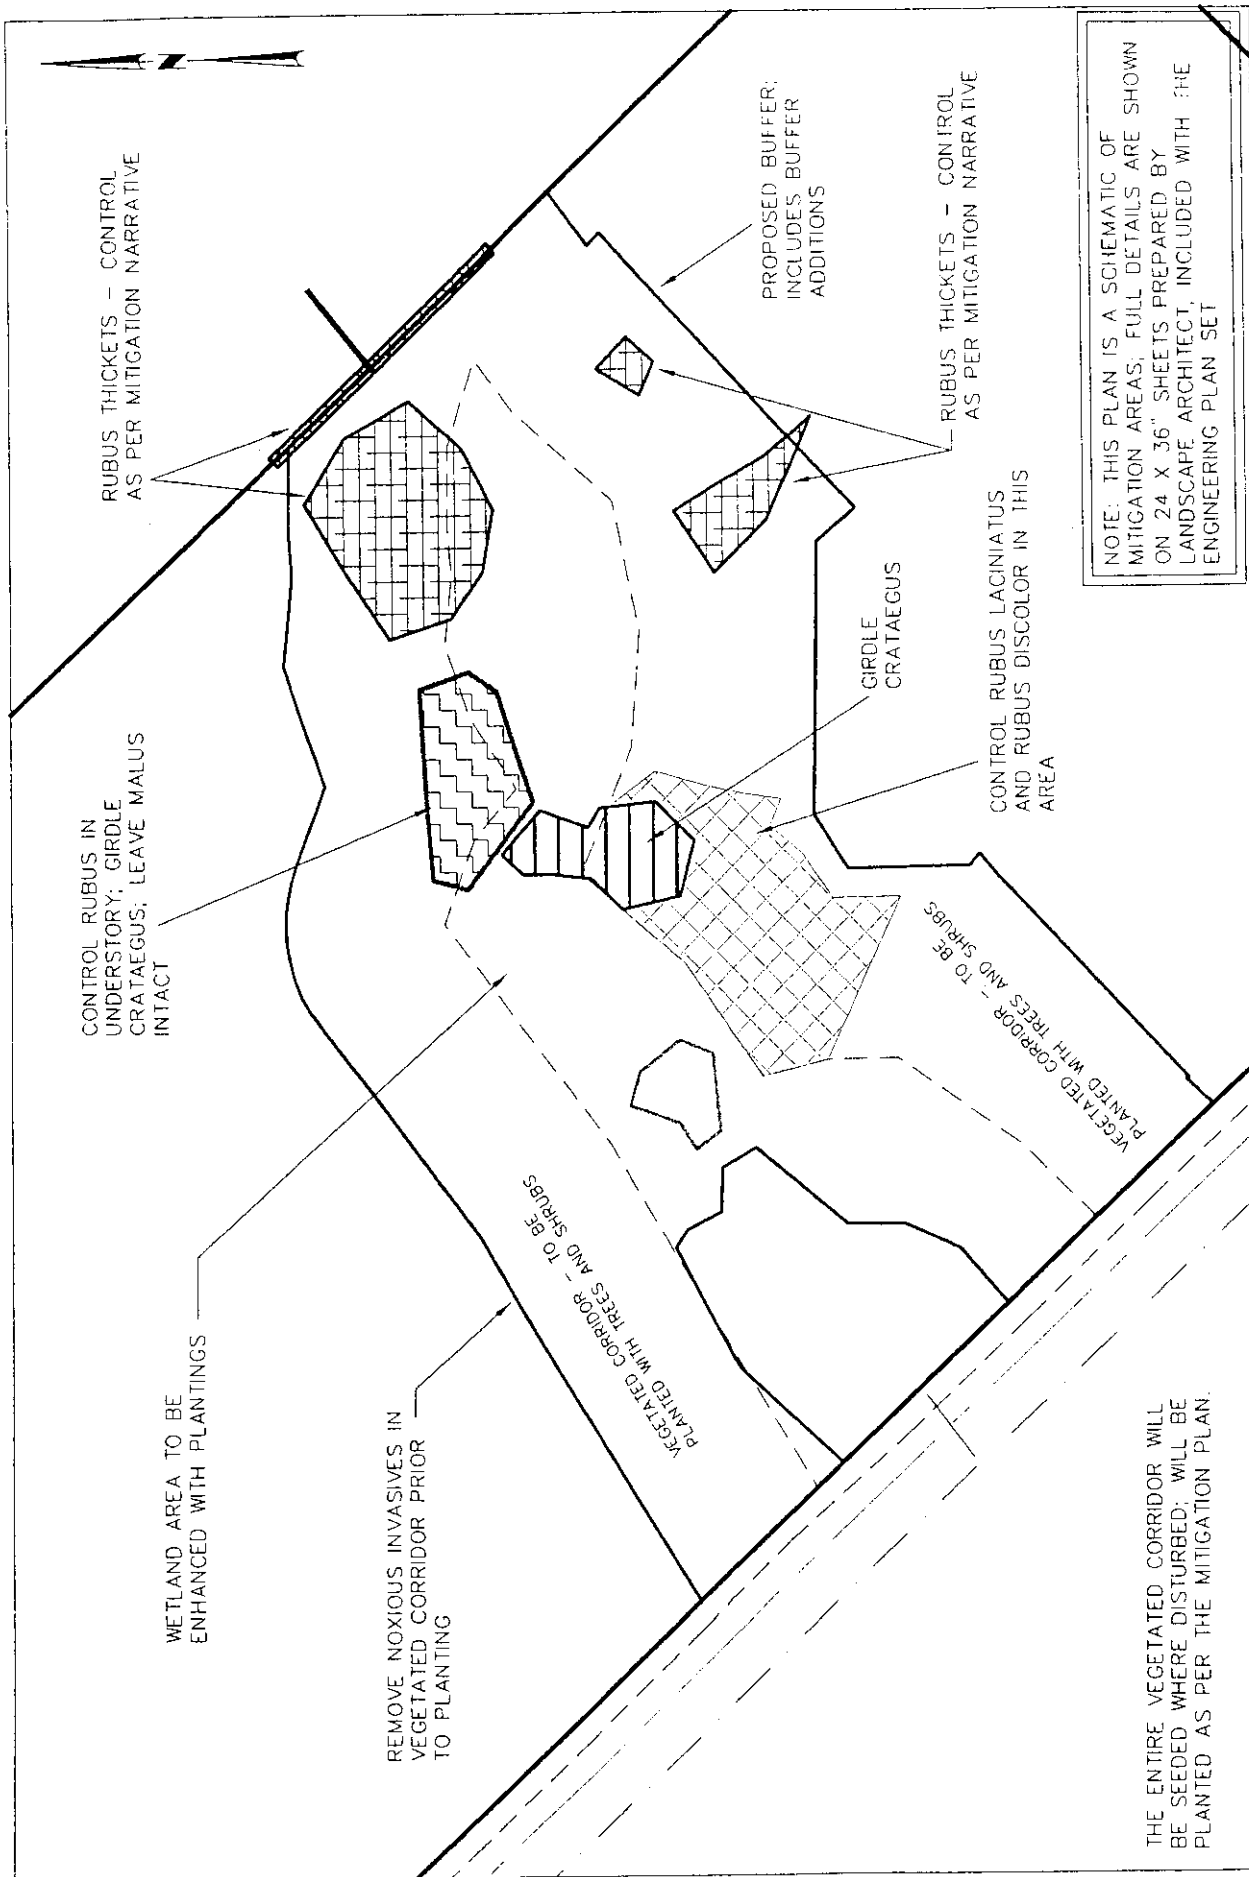 RUBUS THICKETS - CONTROL
AS PER MITIGATION NARRATIVE
CONTROL RUBUS IN
UNDERSTORY; GIRDLE
CRATAEGUS; LEAVE MALUS
INTACT
WETLAND AREA TO BE
ENHANCED WITH PLANTINGS
REMOVE NOXIOUS INVASIVES IN
VEGETATED CORRIDOR PRIOR
TO PLANTING
VEGETATED CORRIDOR - TO BE
PLANTED WITH TREES AND SHRUBS
N
PROPOSED BUFFER;
INCLUDES BUFFER
ADDITIONS
RUBUS THICKETS - CONTROL
AS PER MITIGATION NARRATIVE
GIRDLE
CRATAEGUS
CONTROL RUBUS LACINIATUS
AND RUBUS DISCOLOR IN THIS
AREA
VEGETATED CORRIDOR - TO BE
PLANTED WITH TREES AND SHRUBS
THE ENTIRE VEGETATED CORRIDOR WILL
BE SEEDED WHERE DISTURBED; WILL BE
PLANTED AS PER THE MITIGATION PLAN.
NOTE: THIS PLAN IS A SCHEMATIC OF
MITIGATION AREAS; FULL DETAILS ARE SHOWN
ON 24 X 36" SHEETS PREPARED BY
LANDSCAPE ARCHITECT, INCLUDED WITH THE
ENGINEERING PLAN SET